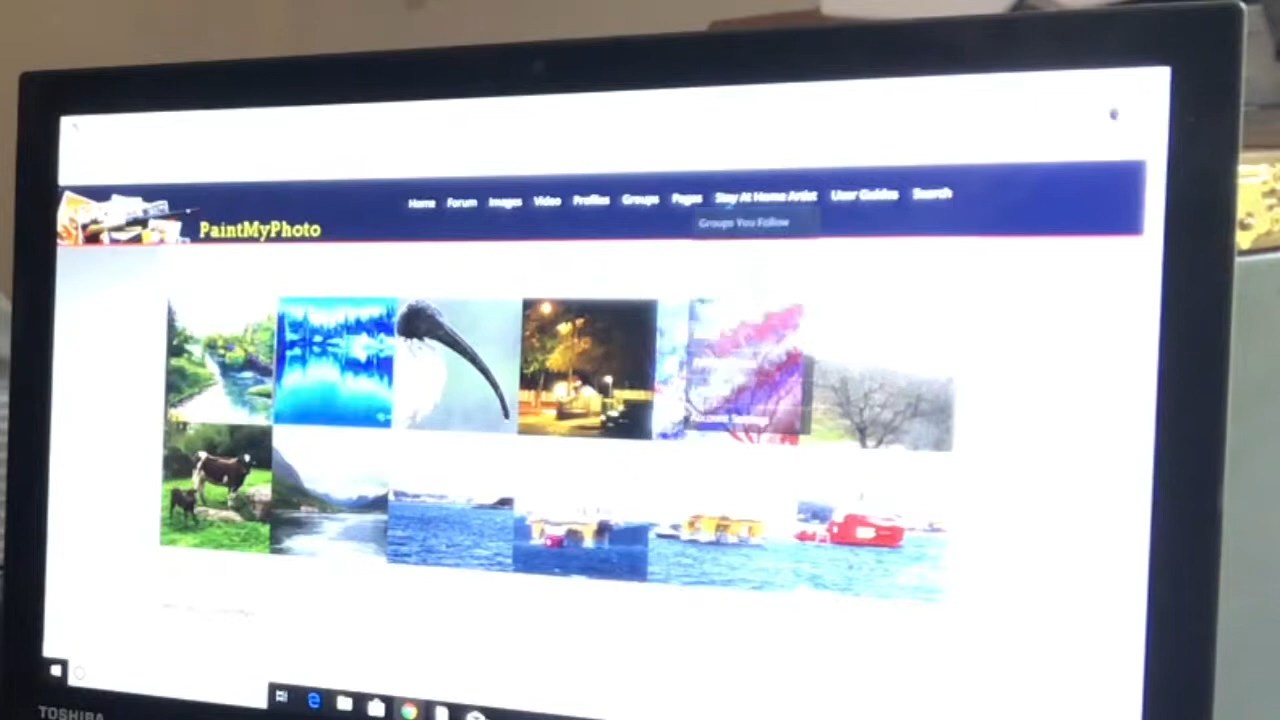 Home Forum Images Video Profiles Groups Pages Stay At Home Artist User Guides Search
Groups You Follow
PaintMyPhoto
TOSHIBA